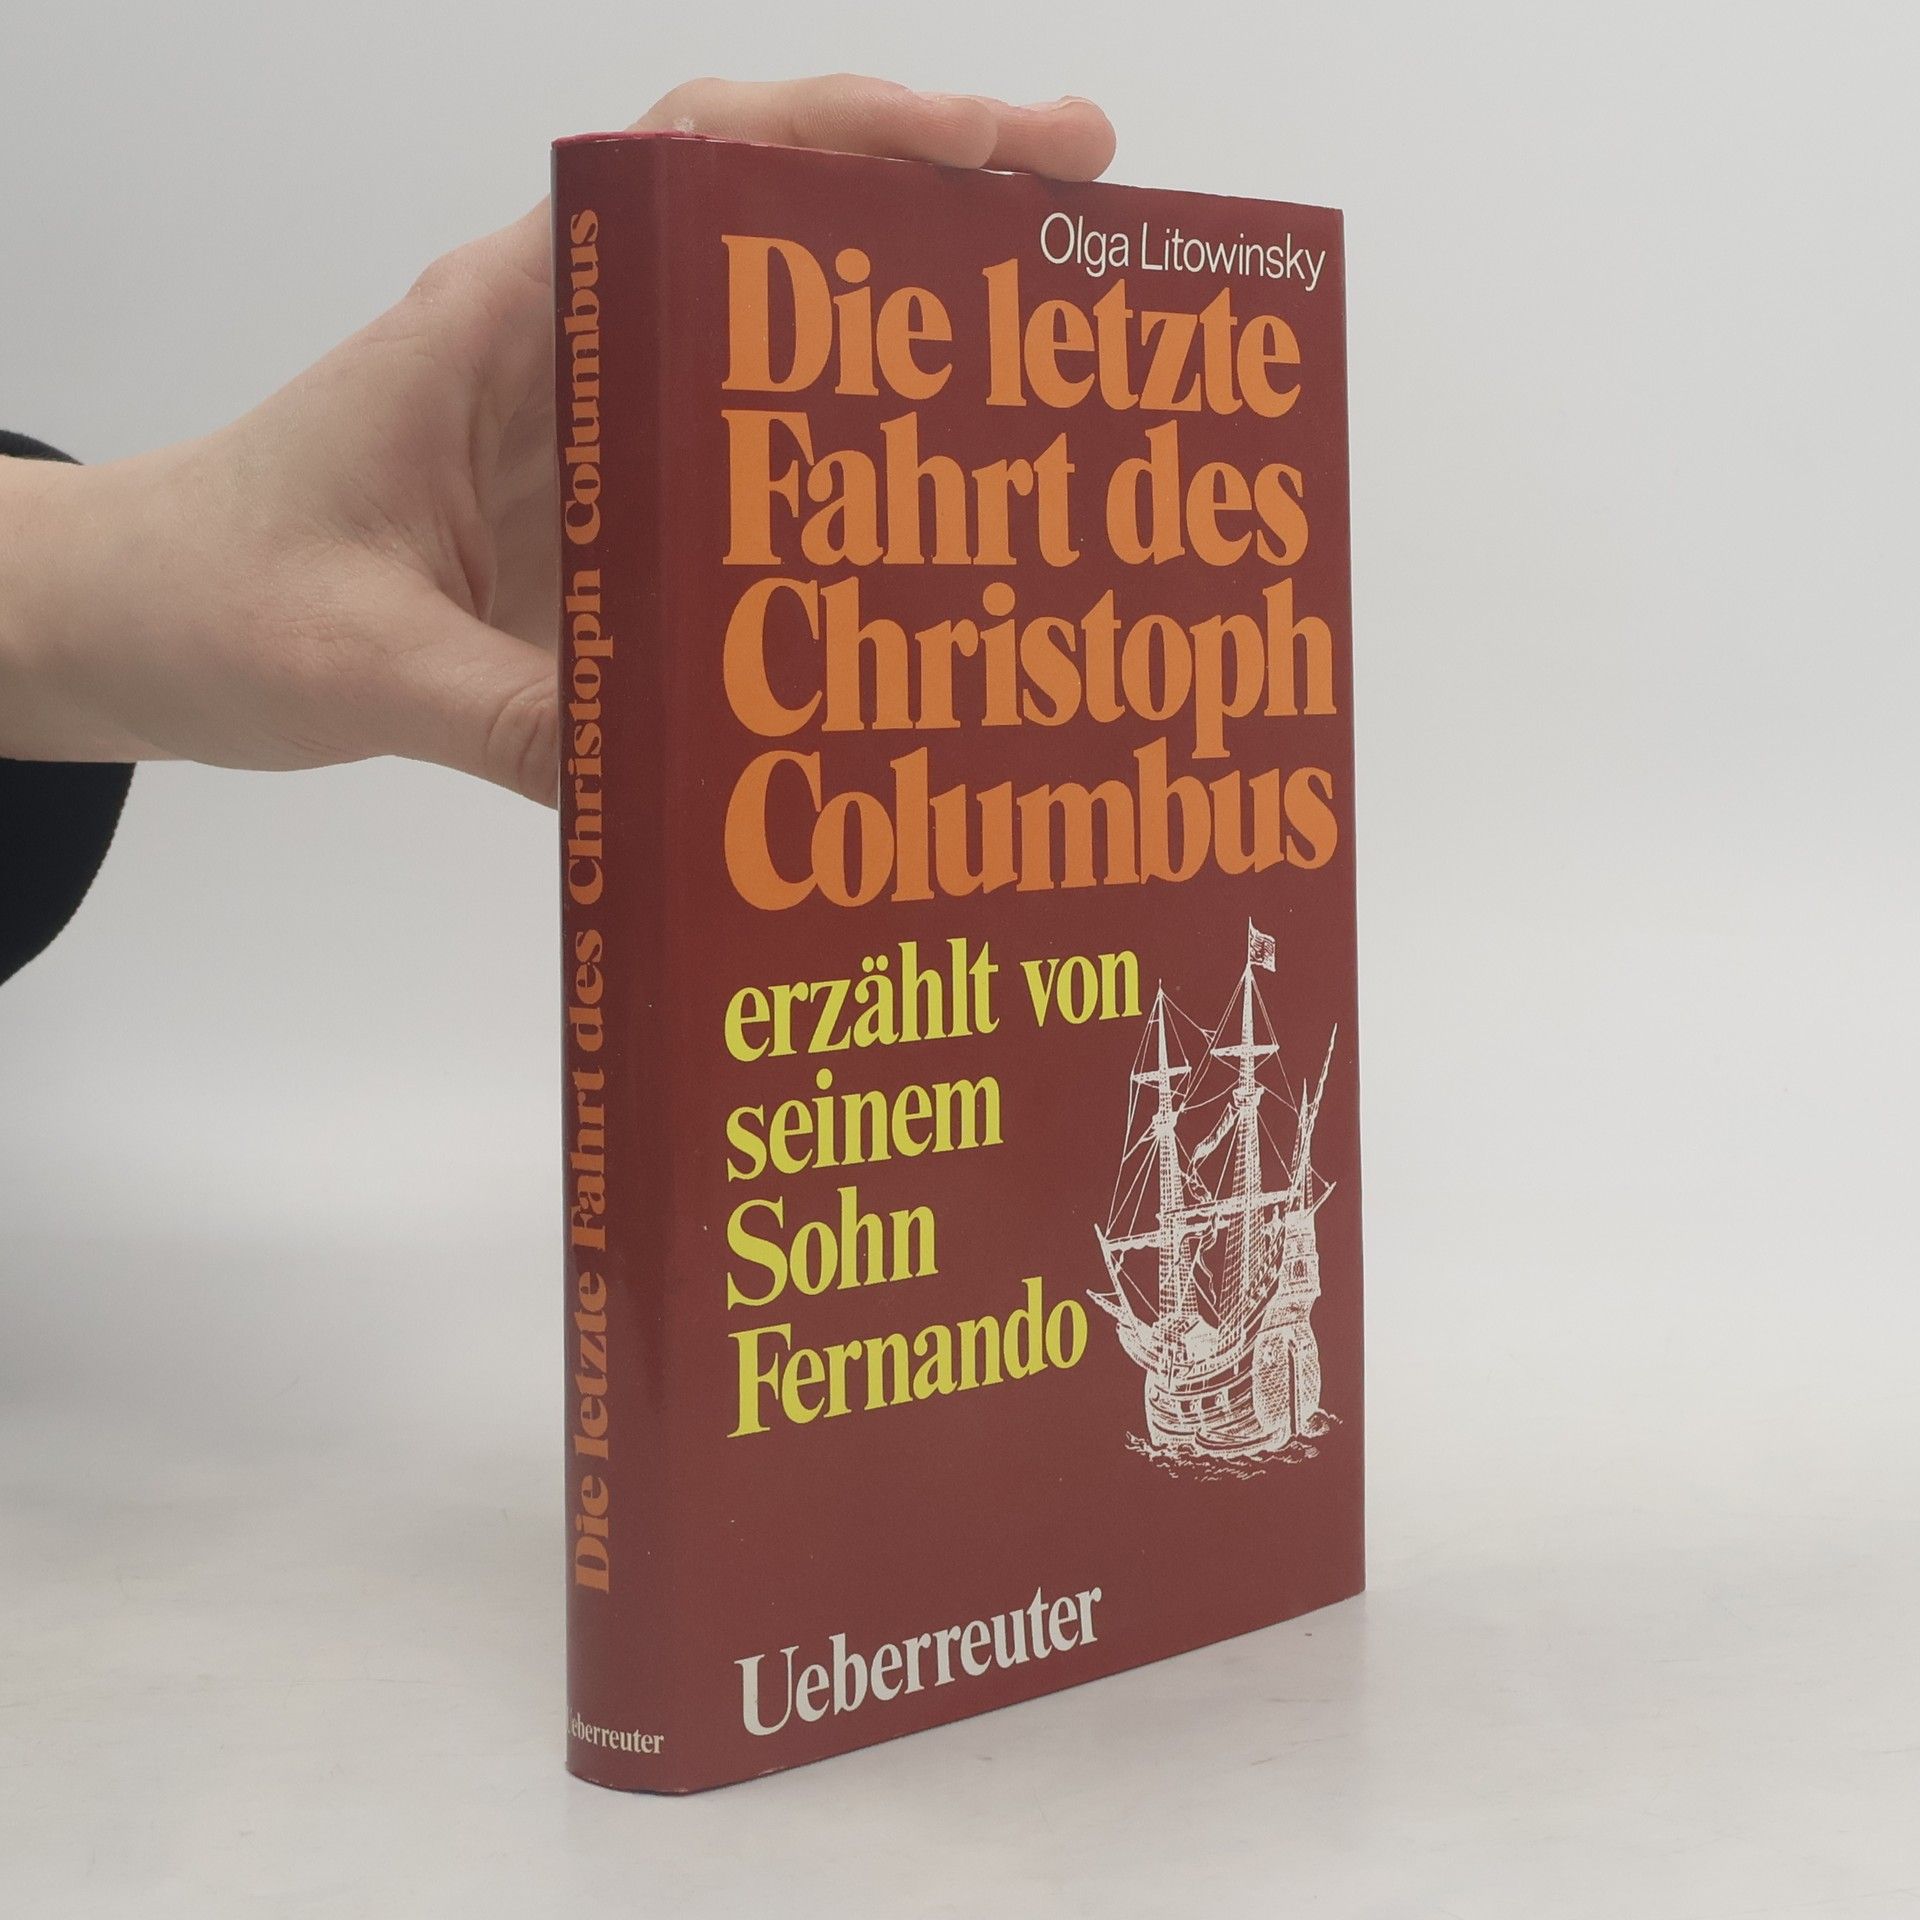 Olga Litowinsky
Die letzte
Fahrt des
Christoph
Columbus
erzählt von
seinem
Sohn
Fernando
Ueberreuter
Die letzte Fahrt des Christoph Columbus
Ueberreuter